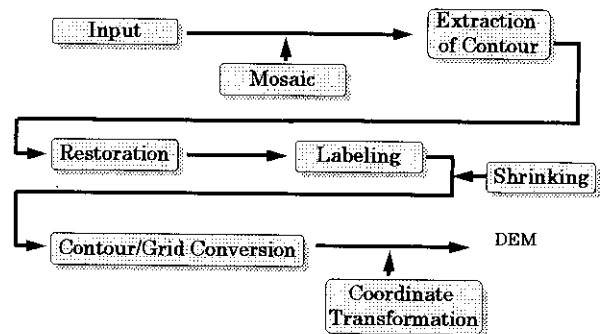 Input
Extraction
of Contour
Mosaic
Restoration
Labeling
Shrinking
Contour/Grid Conversion
DEM
Coordinate
Transformation